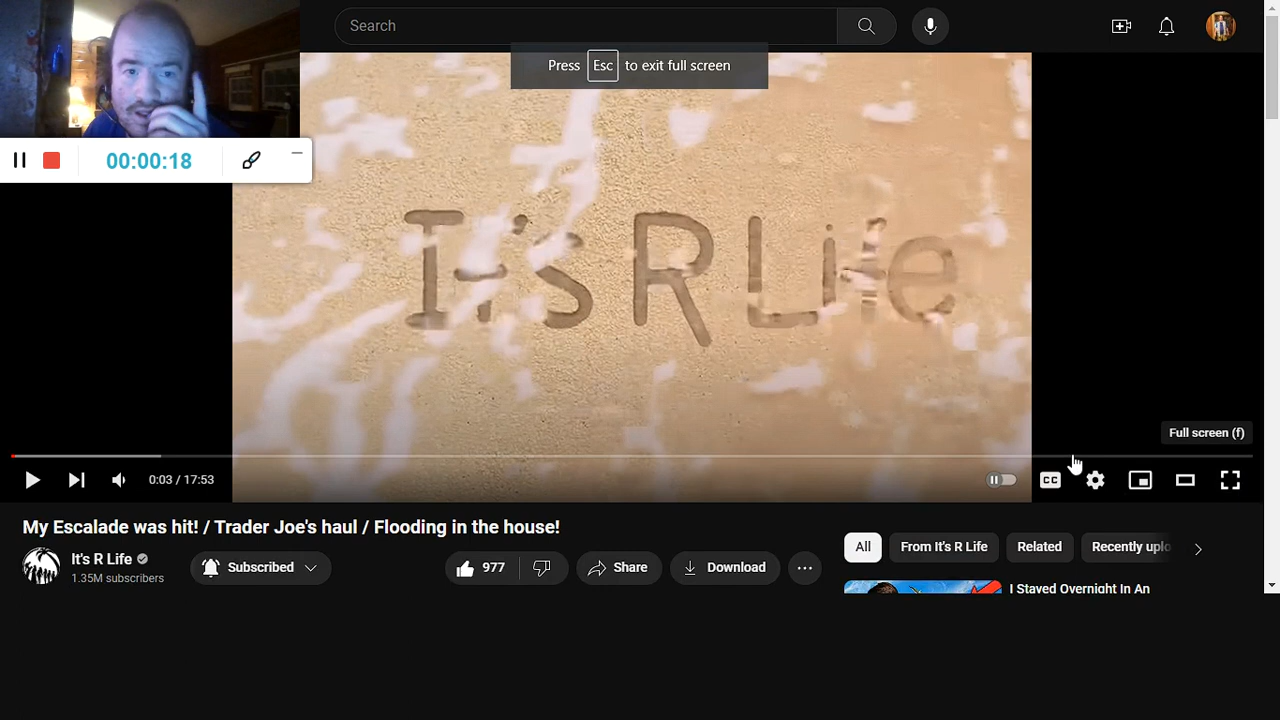 Search
Press Esc to exit full screen
00:00:18
It's R Life
Full screen (f)
0:03 / 17:53
CC
My Escalade was hit! / Trader Joe's haul / Flooding in the house!
It's R Life
1.35M subscribers
Subscribed
977
Share
Download
All
From It's R Life
Related
Recently uplo
I Stayed Overnight In An